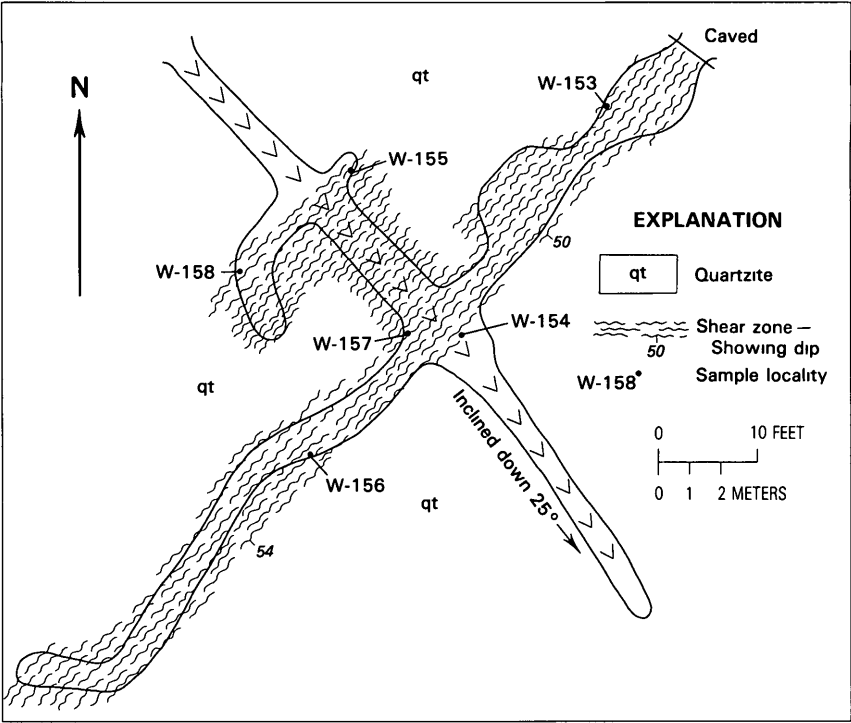 Caved
qt
W-153
N
W-155
EXPLANATION
50
qt Quartzite
W-158
W-154
Shear zone—
W-157
50 Showing dip
W-158 Sample locality
qt
0 10 FEET
Inclined down 25°
W-156
0 1 2 METERS
qt
54